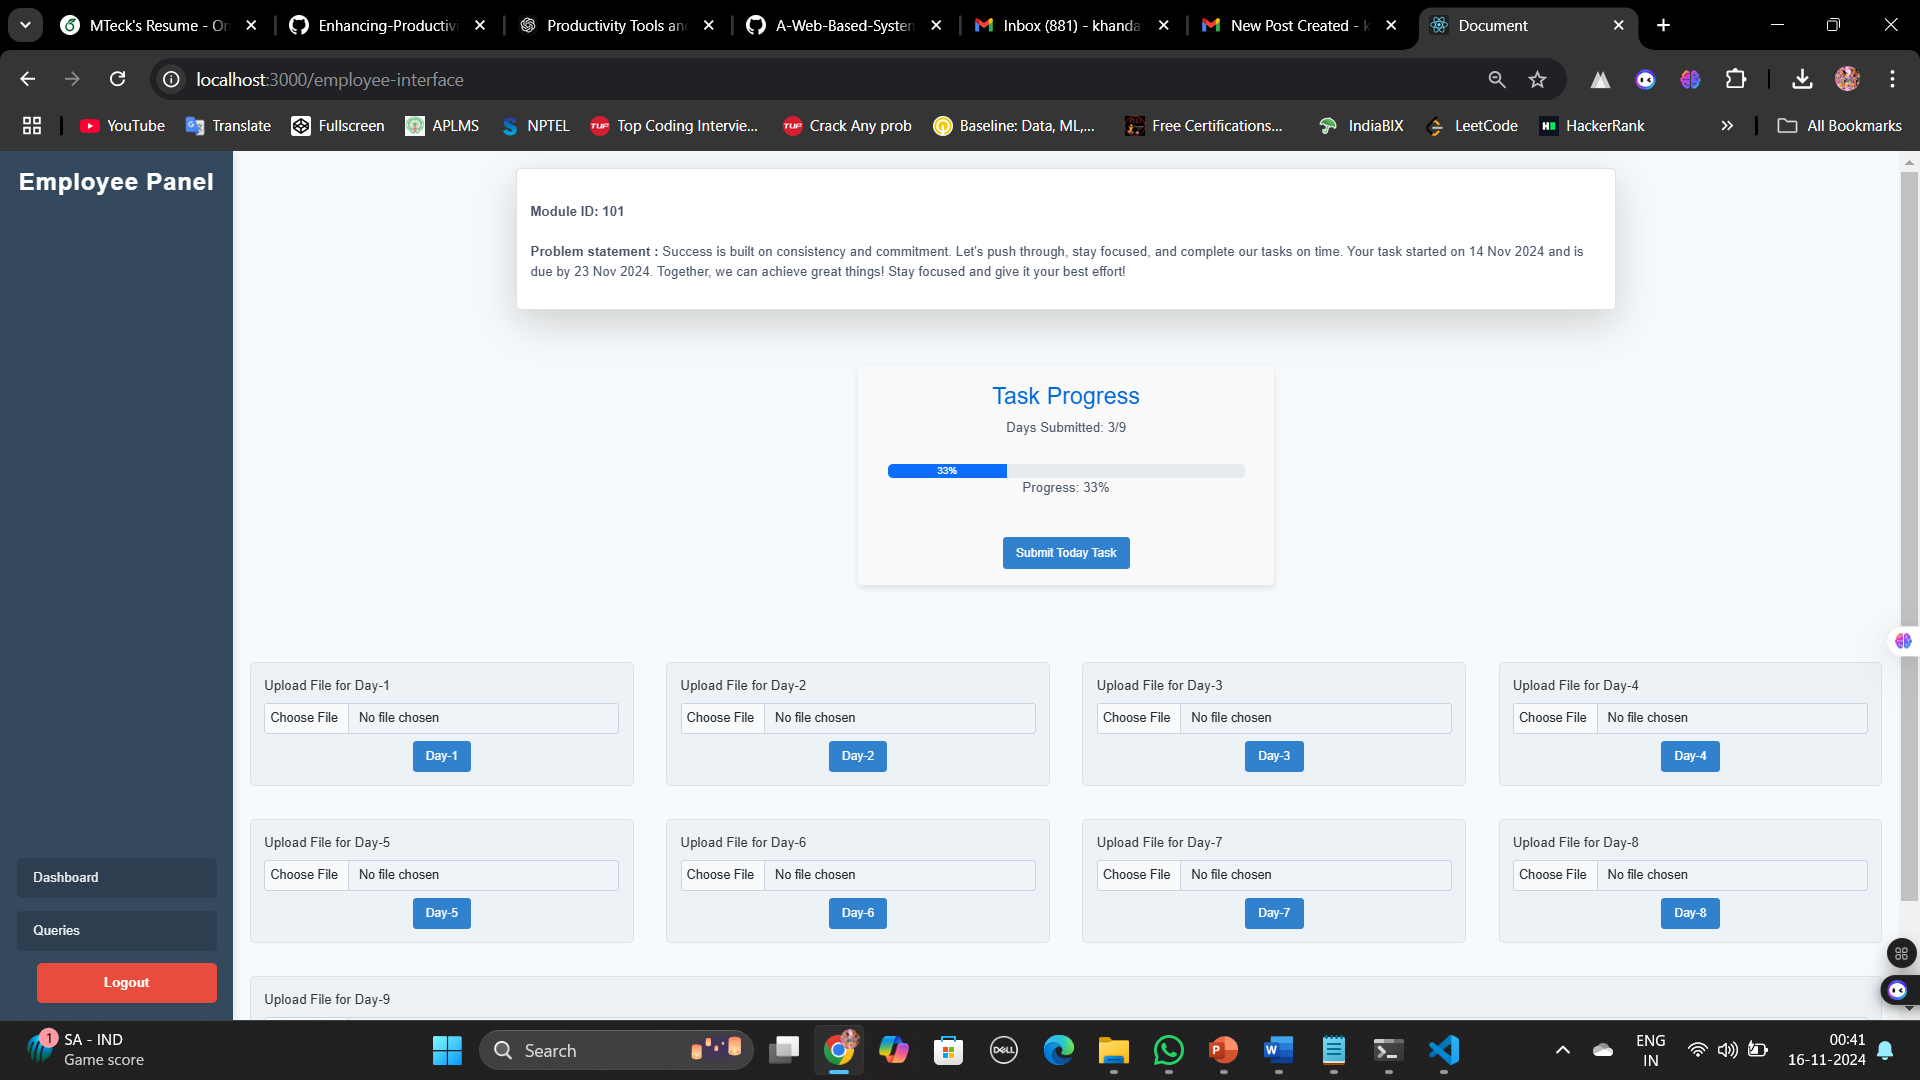 MTeck's Resume - On
Enhancing-Productivi
Productivity Tools an
A-Web-Based-System
Inbox (881) - khanda
New Post Created - k
Document
localhost:3000/employee-interface
YouTube
Translate
Fullscreen
APLMS
NPTEL
TUP
Top Coding Intervie...
TUP
Crack Any prob
Baseline: Data, ML,...
Free Certifications...
IndiaBIX
LeetCode
HackerRank
All Bookmarks
Employee Panel
Module ID: 101
Problem statement : Success is built on consistency and commitment. Let's push through, stay focused, and complete our tasks on time. Your task started on 14 Nov 2024 and is
due by 23 Nov 2024. Together, we can achieve great things! Stay focused and give it your best effort!
Task Progress
Days Submitted: 3/9
33%
Progress: 33%
Submit Today Task
Upload File for Day-1
Choose File No file chosen
Day-1
Upload File for Day-2
Choose File No file chosen
Day-2
Upload File for Day-3
Choose File No file chosen
Day-3
Upload File for Day-4
Choose File No file chosen
Day-4
Upload File for Day-5
Choose File No file chosen
Day-5
Upload File for Day-6
Choose File No file chosen
Day-6
Upload File for Day-7
Choose File No file chosen
Day-7
Upload File for Day-8
Choose File No file chosen
Day-8
Upload File for Day-9
Dashboard
Queries
Logout
1
SA - IND
Game score
Search
DELL
ENG
IN
00:41
16-11-2024